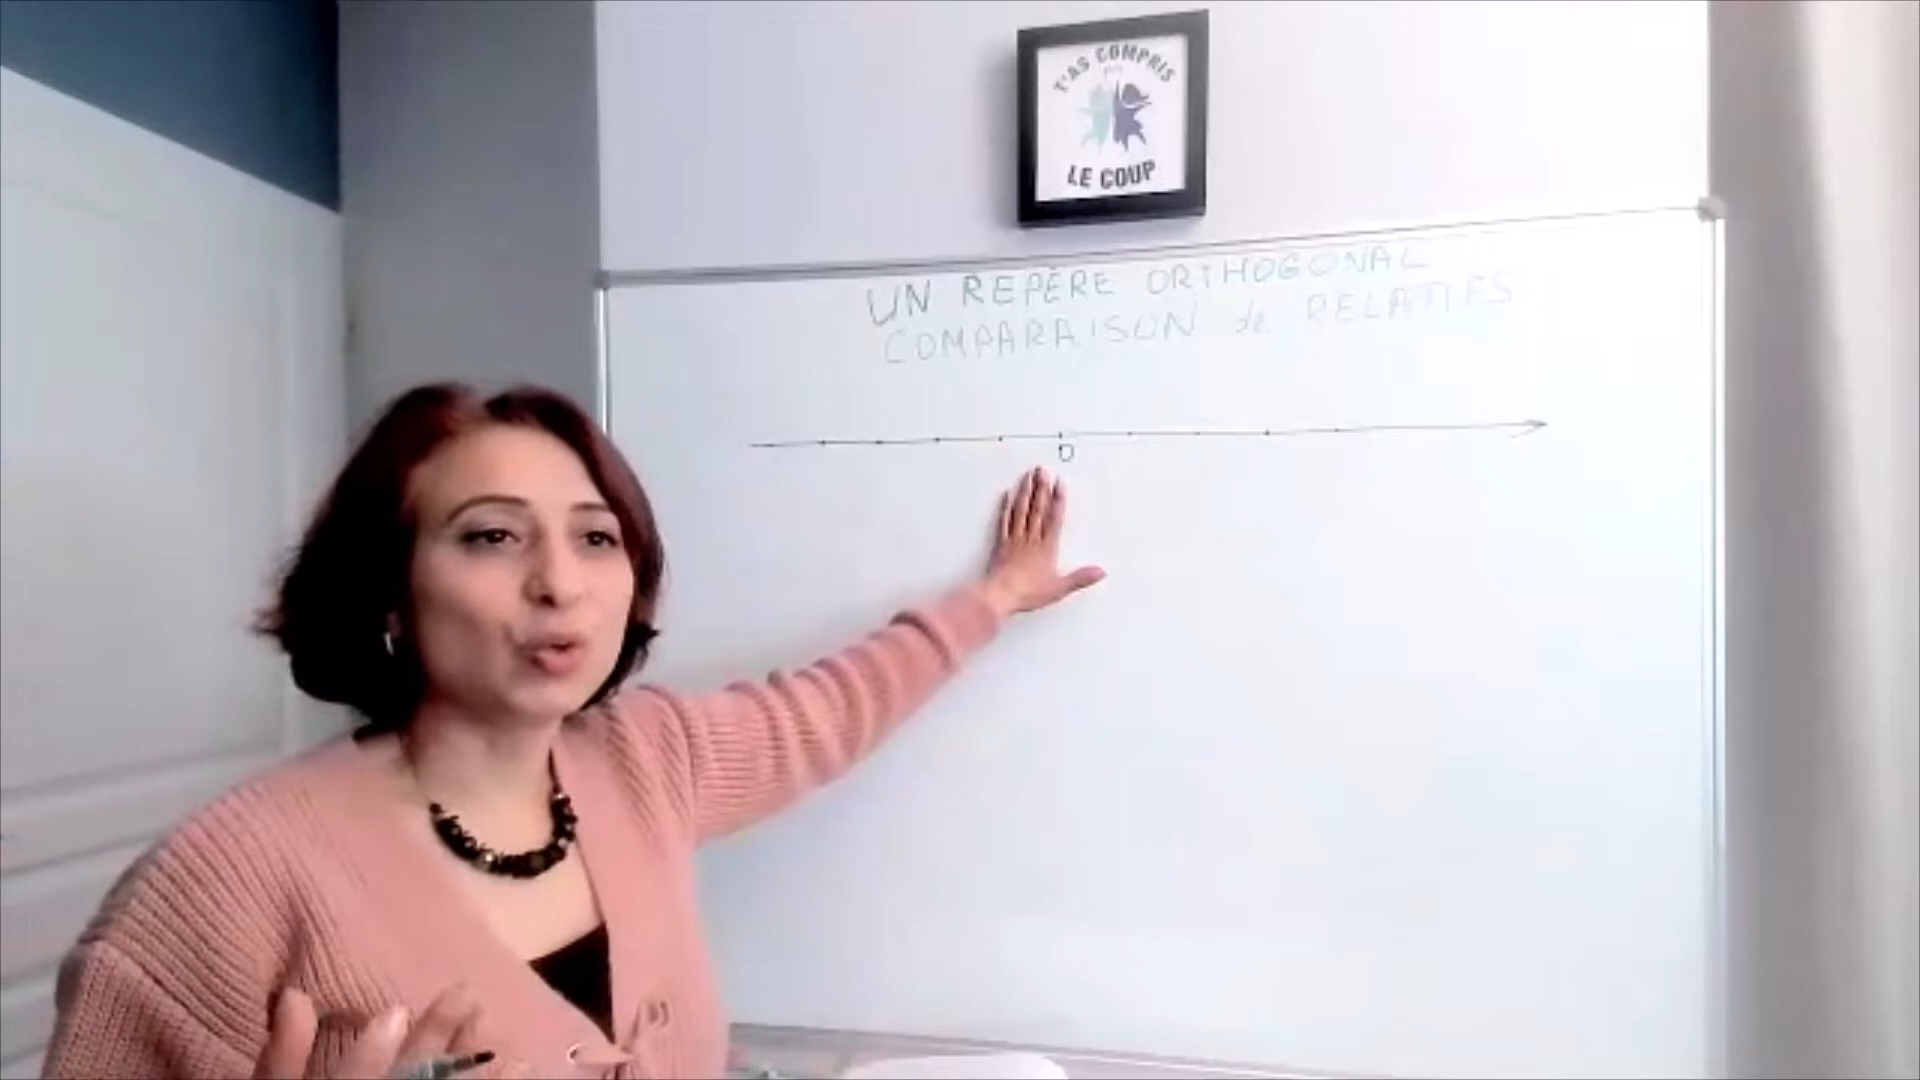 T'AS COMPRIS
LE COUP
UN REPÈRE ORTHOGONAL
COMPARAISON de RELATIFS
0